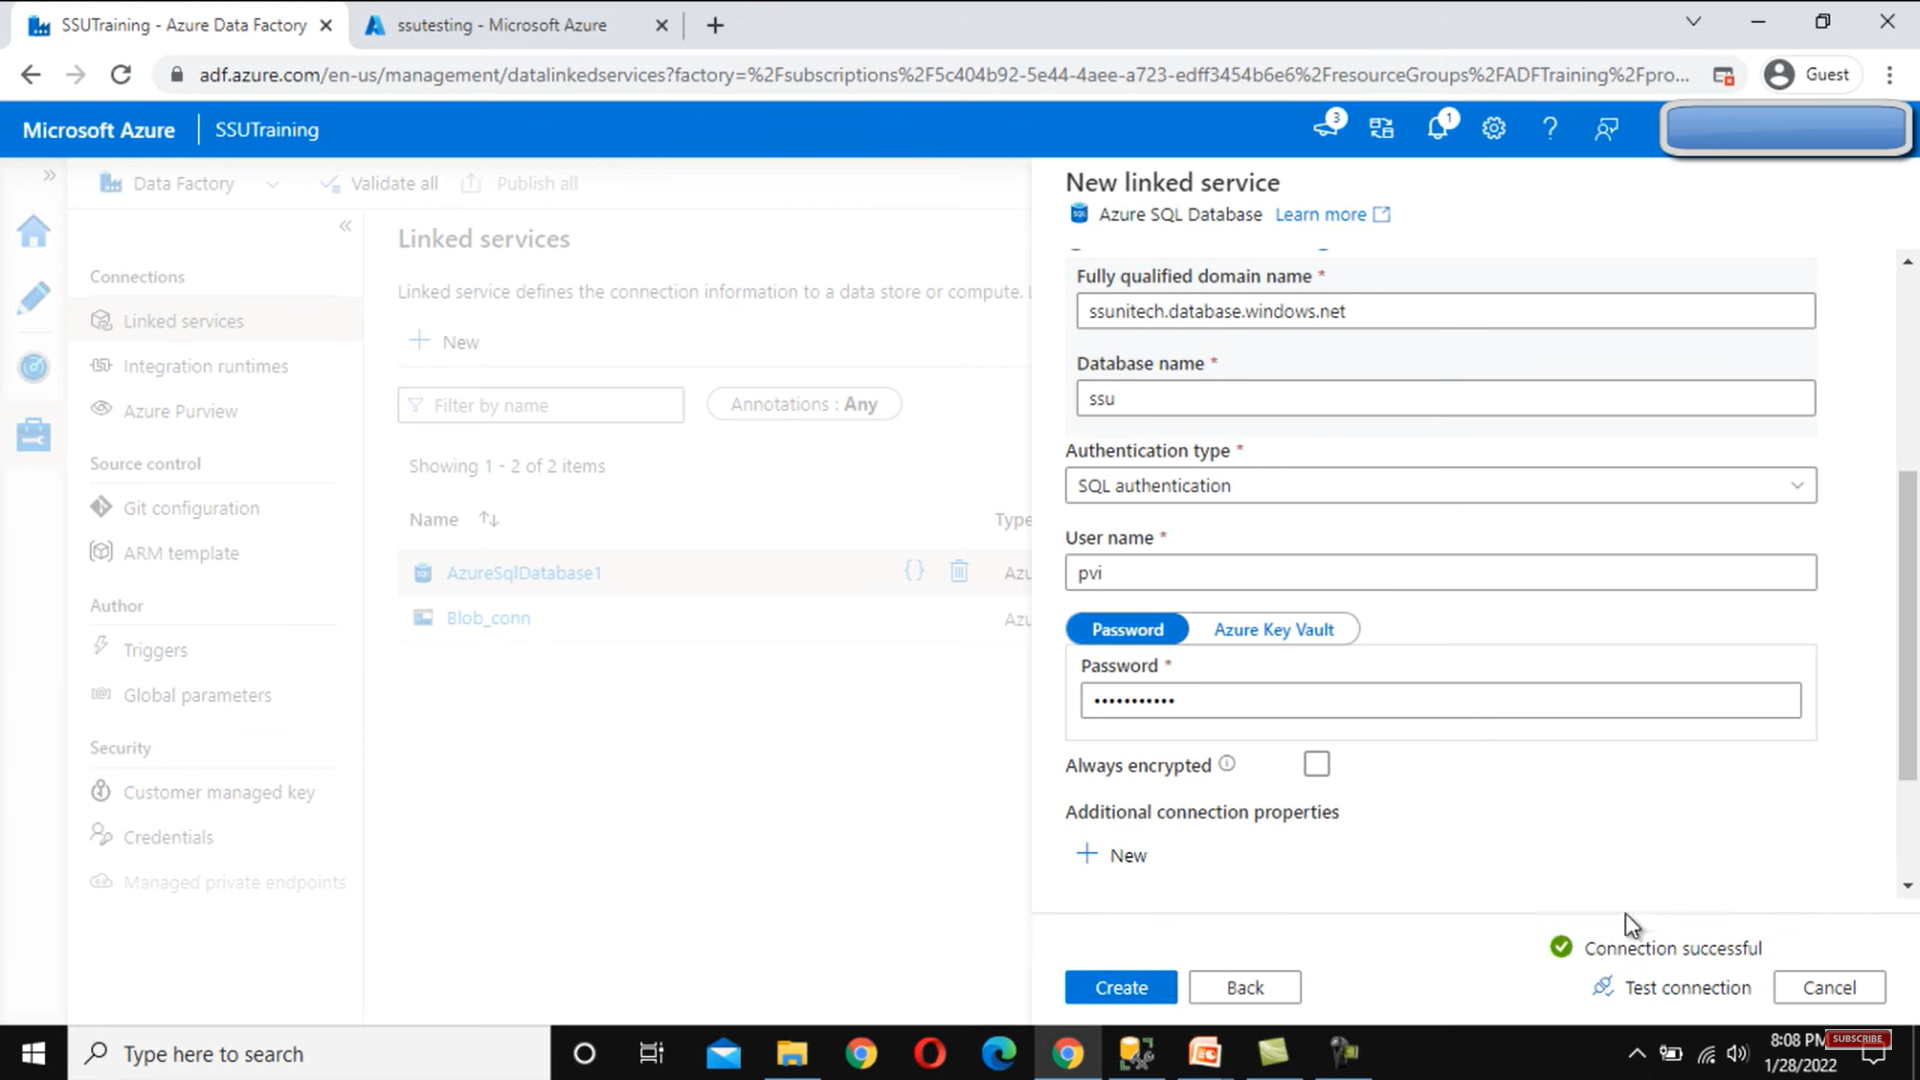 SSUTraining - Azure Data Factory
ssutesting - Microsoft Azure
adf.azure.com/en-us/management/datalinkedservices?factory=%2Fsubscriptions%2F5c404b92-5e44-4aee-a723-edff3454b6e6%2FresourceGroups%2FADFTraining%2Fpro...
Guest
Microsoft Azure
SSUTraining
3
1
Data Factory
Validate all
Publish all
New linked service
Azure SQL Database Learn more
Connections
Linked services
Integration runtimes
Azure Purview
Source control
Git configuration
ARM template
Author
Triggers
Global parameters
Security
Customer managed key
Credentials
Managed private endpoints
Linked services
Linked service defines the connection information to a data store or compute.
New
Filter by name
Annotations : Any
Showing 1 - 2 of 2 items
Name
Type
AzureSqlDatabase1
Azu
Blob_conn
Azu
Fully qualified domain name *
ssunitech.database.windows.net
Database name *
ssu
Authentication type *
SQL authentication
User name *
pvi
Password
Azure Key Vault
Password *
•••••••••••
Always encrypted
Additional connection properties
New
Connection successful
Create
Back
Test connection
Cancel
Type here to search
8:08 PM
1/28/2022
SUBSCRIBE